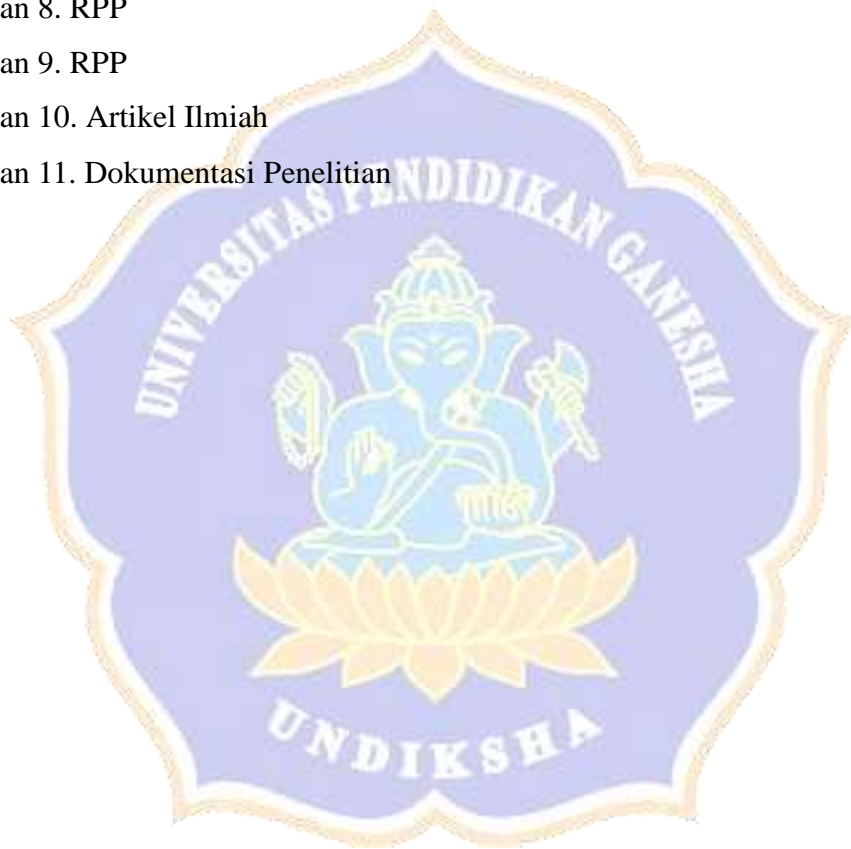 an 8. RPP
an 9. RPP
an 10. Artikel Ilmiah
an 11. Dokumentasi Penelitian
UNIVERSITAS PENDIDIKAN GANESHA
UNDIKSHA